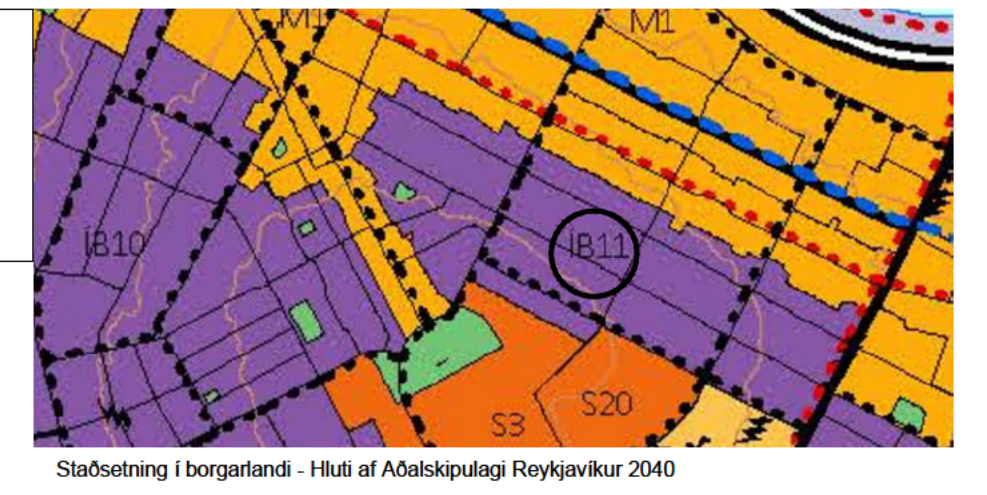 M1
M1
ÍB10
ÍB11
S20
S3
Staðsetning í borgarlandi - Hluti af Aðalskipulagi Reykjavíkur 2040